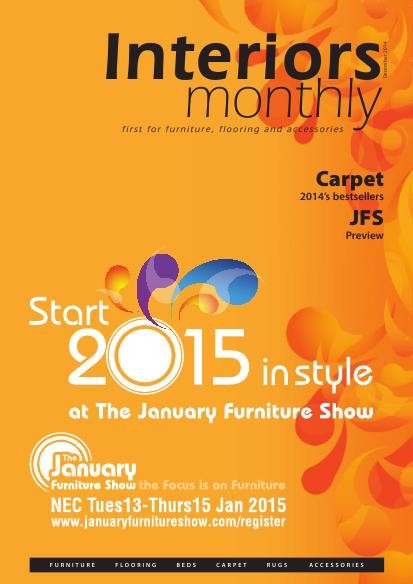 Interiors
December 2014
monthly
first for furniture, flooring and accessories
Carpet
2014's bestsellers
JFS
Preview
Start
2015 in style
at The January Furniture Show
The
January
Furniture Show the Focus is on Furniture
NEC Tues13-Thurs15 Jan 2015
www.januaryfurnitureshow.com/register
FURNITURE FLOORING BEDS CARPET RUGS ACCESSORIES